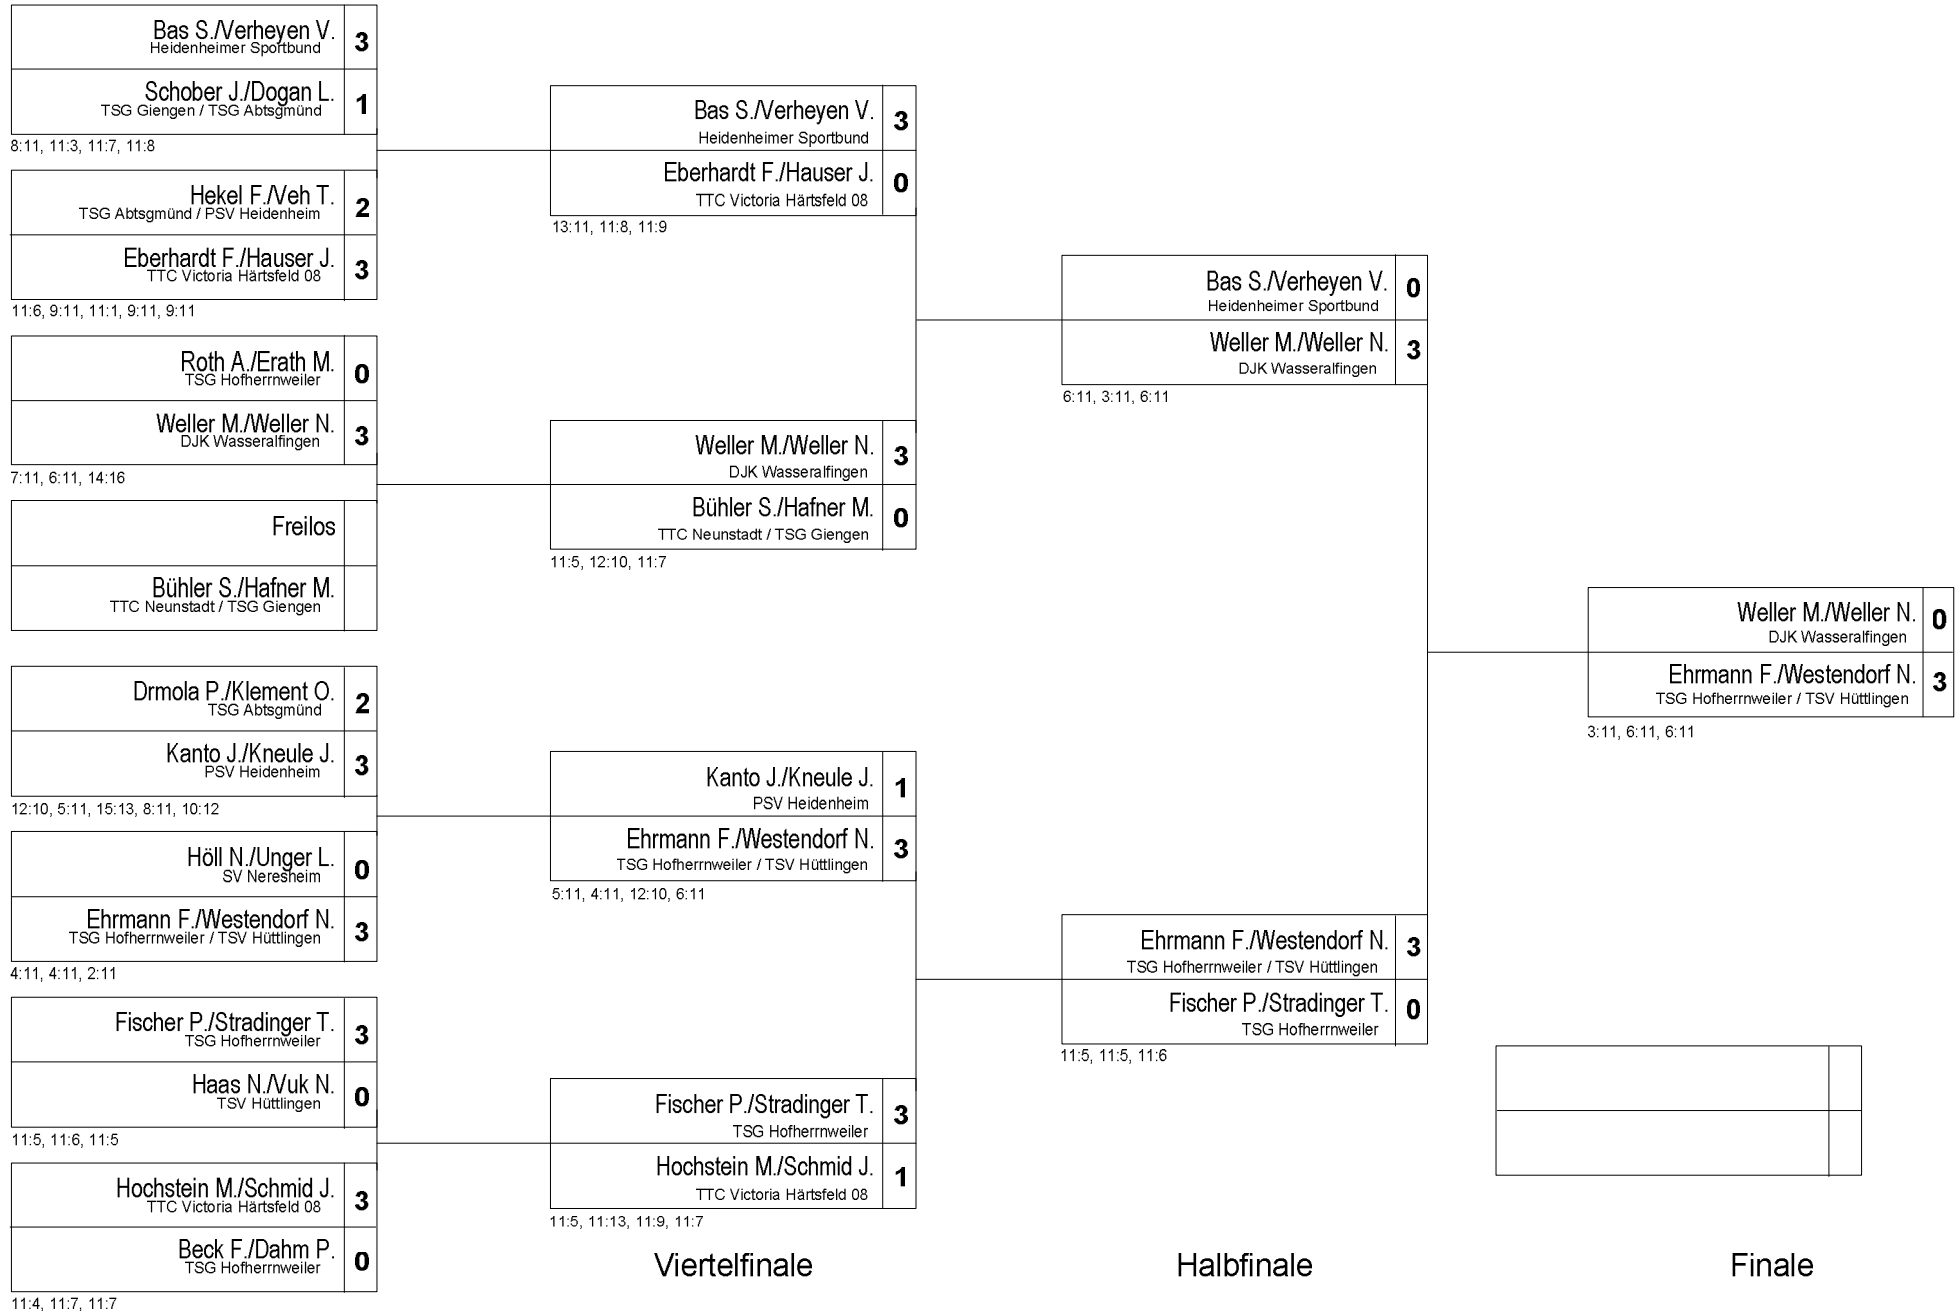 Bas S./Verheyen V. 3
Heidenheimer Sportbund
Schober J./Dogan L. 1
TSG Giengen / TSG Abtsgmünd
8:11, 11:3, 11:7, 11:8
Hekel F./Veh T. 2
TSG Abtsgmünd / PSV Heidenheim
Eberhardt F./Hauser J. 3
TTC Victoria Härtsfeld 08
11:6, 9:11, 11:1, 9:11, 9:11
Roth A./Erath M. 0
TSG Hofherrnweiler
Weller M./Weller N. 3
DJK Wasseralfingen
7:11, 6:11, 14:16
Freilos
Bühler S./Hafner M.
TTC Neunstadt / TSG Giengen
Drmola P./Klement O. 2
TSG Abtsgmünd
Kanto J./Kneule J. 3
PSV Heidenheim
12:10, 5:11, 15:13, 8:11, 10:12
Höll N./Unger L. 0
SV Neresheim
Ehrmann F./Westendorf N. 3
TSG Hofherrnweiler / TSV Hüttlingen
4:11, 4:11, 2:11
Fischer P./Stradinger T. 3
TSG Hofherrnweiler
Haas N./Vuk N. 0
TSV Hüttlingen
11:5, 11:6, 11:5
Hochstein M./Schmid J. 3
TTC Victoria Härtsfeld 08
Beck F./Dahm P. 0
TSG Hofherrnweiler
11:4, 11:7, 11:7
Bas S./Verheyen V. 3
Heidenheimer Sportbund
Eberhardt F./Hauser J. 0
TTC Victoria Härtsfeld 08
13:11, 11:8, 11:9
Weller M./Weller N. 3
DJK Wasseralfingen
Bühler S./Hafner M. 0
TTC Neunstadt / TSG Giengen
11:5, 12:10, 11:7
Kanto J./Kneule J. 1
PSV Heidenheim
Ehrmann F./Westendorf N. 3
TSG Hofherrnweiler / TSV Hüttlingen
5:11, 4:11, 12:10, 6:11
Fischer P./Stradinger T. 3
TSG Hofherrnweiler
Hochstein M./Schmid J. 1
TTC Victoria Härtsfeld 08
11:5, 11:13, 11:9, 11:7
Viertelfinale
Bas S./Verheyen V. 0
Heidenheimer Sportbund
Weller M./Weller N. 3
DJK Wasseralfingen
6:11, 3:11, 6:11
Ehrmann F./Westendorf N. 3
TSG Hofherrnweiler / TSV Hüttlingen
Fischer P./Stradinger T. 0
TSG Hofherrnweiler
11:5, 11:5, 11:6
Halbfinale
Weller M./Weller N. 0
DJK Wasseralfingen
Ehrmann F./Westendorf N. 3
TSG Hofherrnweiler / TSV Hüttlingen
3:11, 6:11, 6:11
Finale